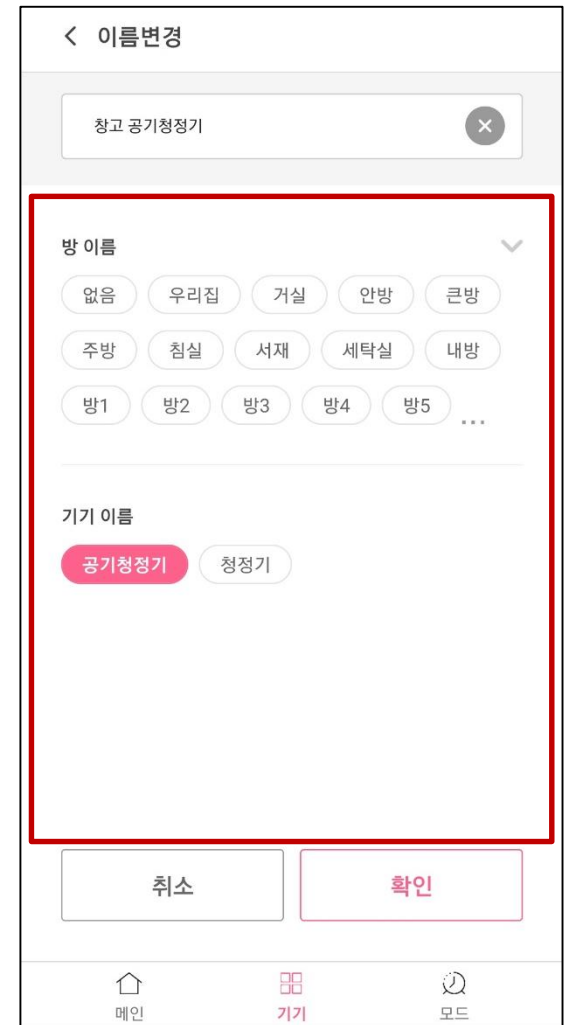 이름변경
창고 공기청정기
방 이름
없음 우리집 거실 안방 큰방
주방 침실 서재 세탁실 내방
방1 방2 방3 방4 방5 ...
기기 이름
공기청정기 청정기
취소 확인
메인 기기 모드